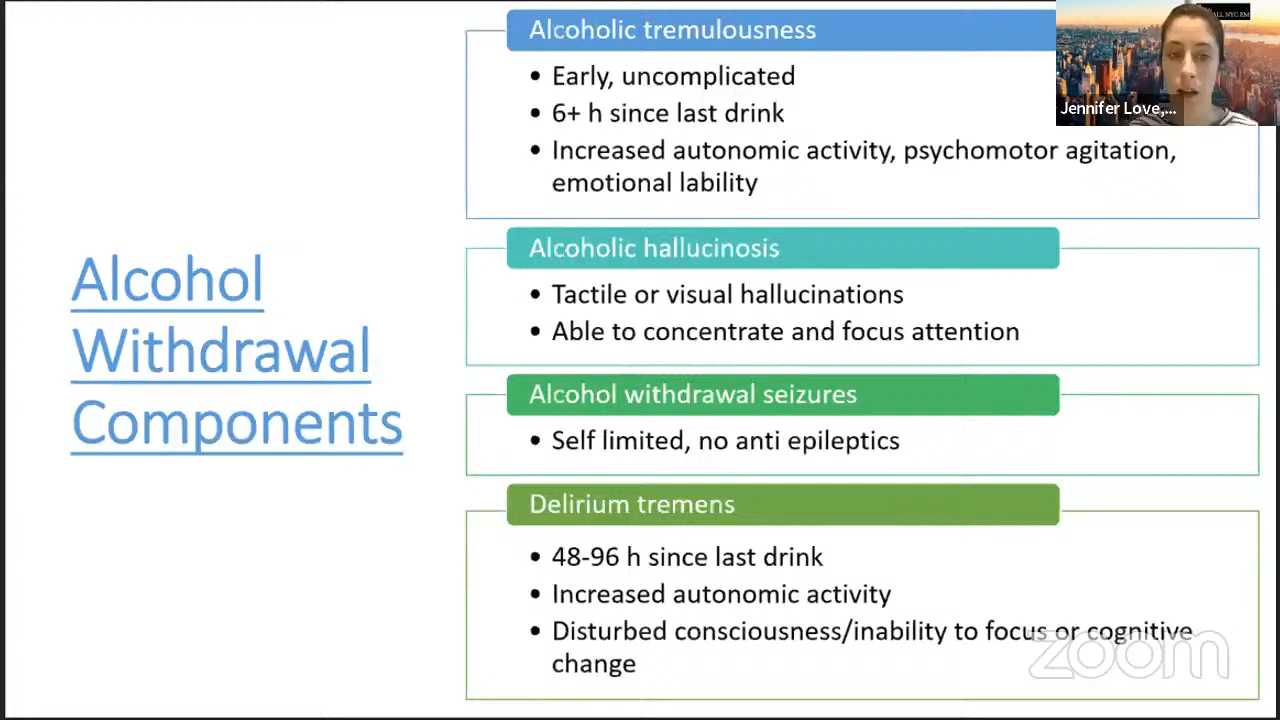 Alcohol
Withdrawal
Components
Alcoholic tremulousness
• Early, uncomplicated
• 6+ h since last drink
• Increased autonomic activity, psychomotor agitation,
emotional lability
Alcoholic hallucinosis
• Tactile or visual hallucinations
• Able to concentrate and focus attention
Alcohol withdrawal seizures
• Self limited, no anti epileptics
Delirium tremens
• 48-96 h since last drink
• Increased autonomic activity
• Disturbed consciousness/inability to focus or cognitive
change
ALL NYC EM
Jennifer Love,...
zoom